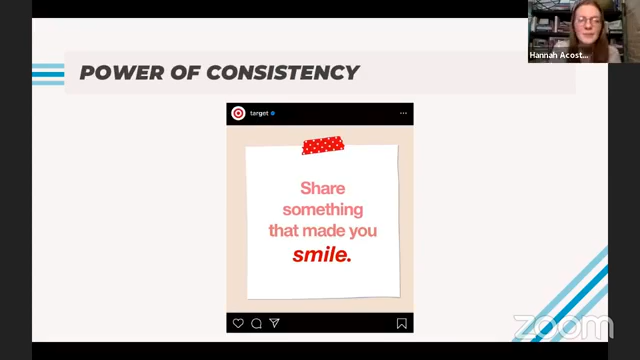 POWER OF CONSISTENCY
Hannah Acost...
target
Share
something
that made you
smile.
zoom